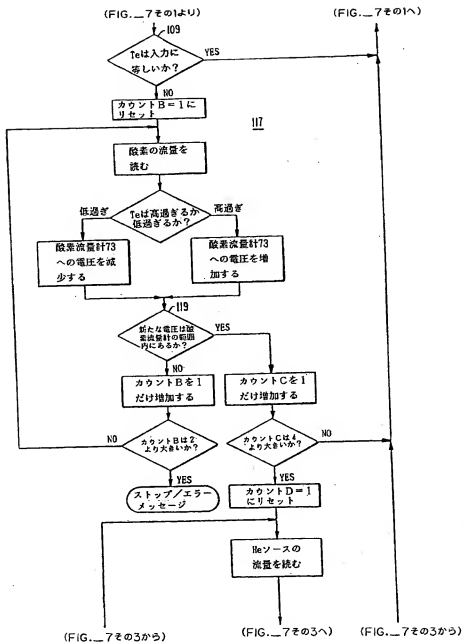 (FIG.__7その1より)
(FIG.__7その1へ)
109
Teは入力に
等しいか?
YES
NO
カウントB=1に
リセット
117
酸素の流量を
読む
低過ぎ
Teは高過ぎるか
低過ぎるか?
高過ぎ
酸素流量計73
への電圧を減
少する
酸素流量計73
への電圧を増
加する
119
新たな電圧は酸
素流量計の範囲
内にあるか?
YES
NO
カウントBを1
だけ増加する
カウントCを1
だけ増加する
NO
カウントBは2
より大きいか?
カウントCは4
より大きいか?
NO
YES
YES
ストップ/エラー
メッセージ
カウントD=1
にリセット
Heソースの
流量を読む
(FIG.__7その3から)
(FIG.__7その3へ)
(FIG.__7その3から)